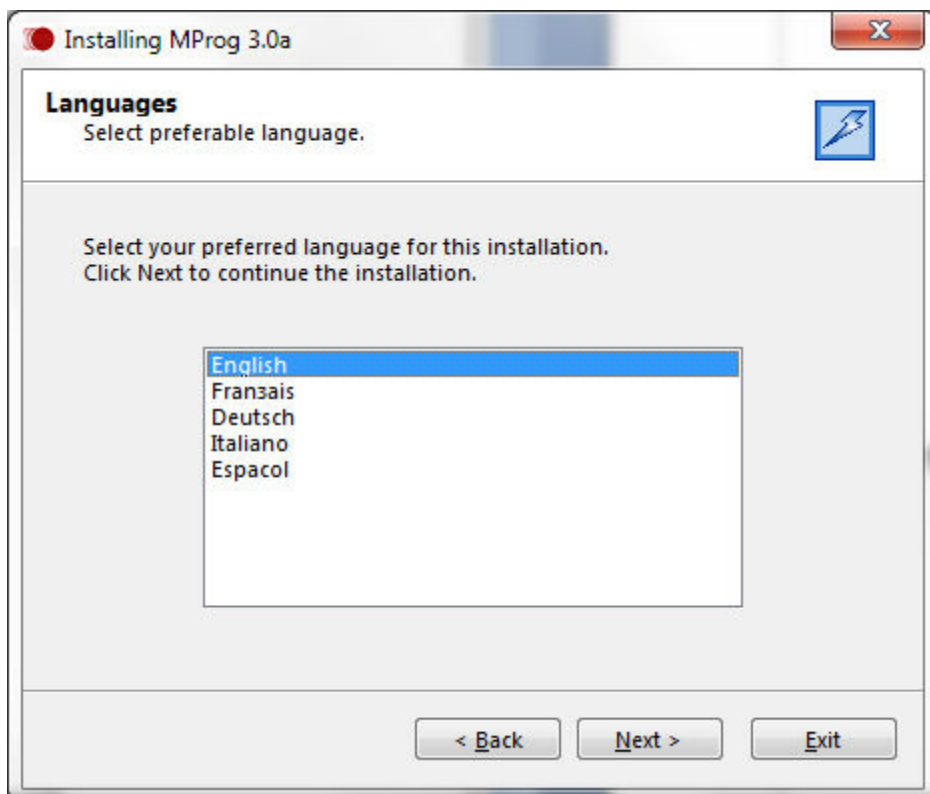 Installing MProg 3.0a
Languages
Select preferable language.
Select your preferred language for this installation.
Click Next to continue the installation.
English
Franзais
Deutsch
Italiano
Espacol
< Back
Next >
Exit